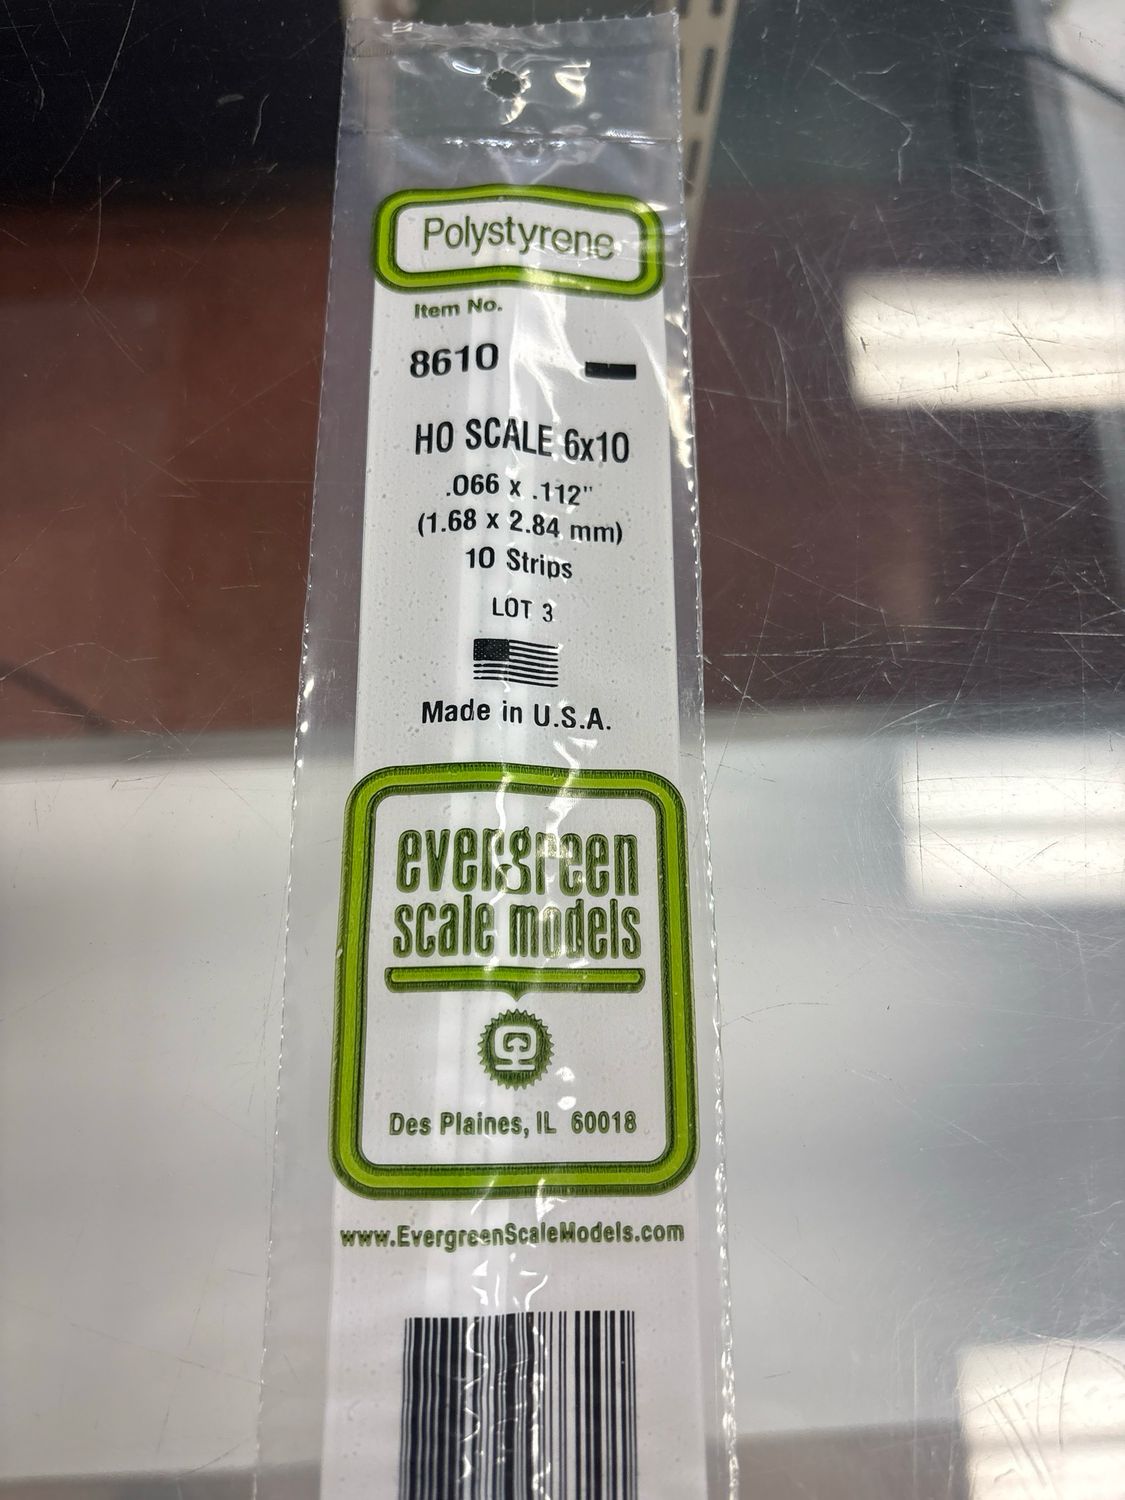 Polystyrene
Item No.
8610
HO SCALE 6x10
.066 x .112"
(1.68 x 2.84 mm)
10 Strips
LOT 3
Made in U.S.A.
evergreen
scale models
Des Plaines, IL 60018
www.EvergreenScaleModels.com